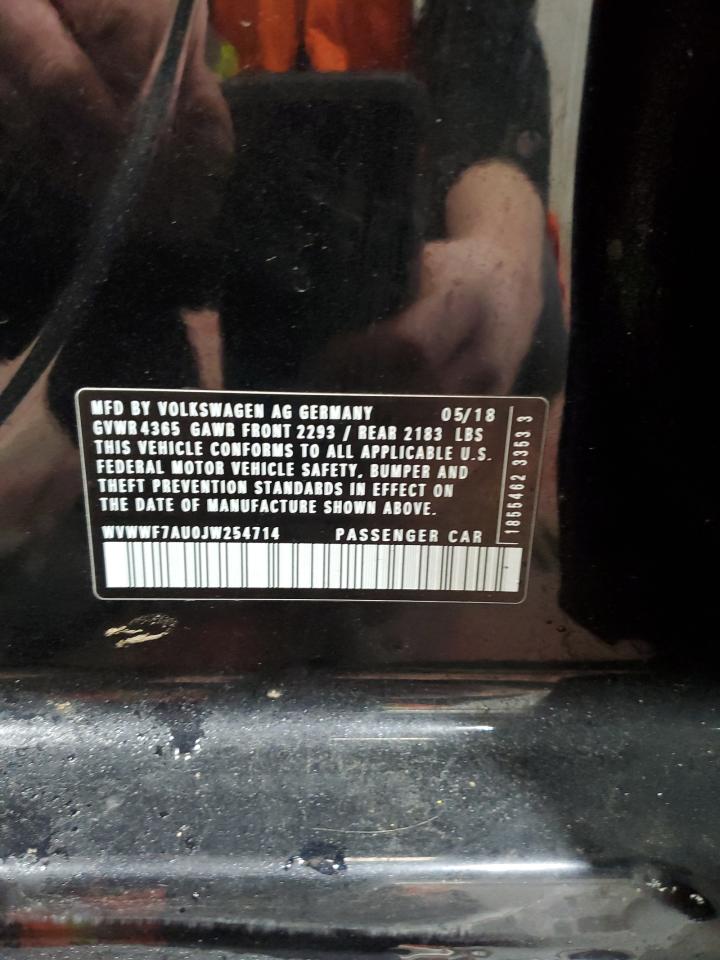 MFD BY VOLKSWAGEN AG GERMANY 05/18
GVWR 4365 GAWR FRONT 2293 / REAR 2183 LBS
THIS VEHICLE CONFORMS TO ALL APPLICABLE U.S.
FEDERAL MOTOR VEHICLE SAFETY, BUMPER AND
THEFT PREVENTION STANDARDS IN EFFECT ON
THE DATE OF MANUFACTURE SHOWN ABOVE.
WVWWF7AU0JW254714 PASSENGER CAR
1855462 3353 3